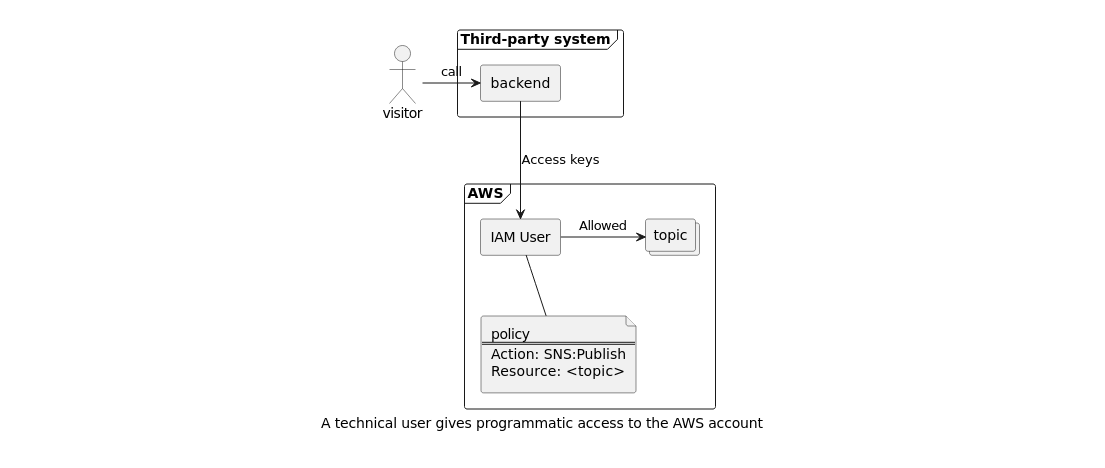 Third-party system
call
backend
visitor
Access keys
AWS
Allowed
IAM User
topic
policy
Action: SNS:Publish
Resource: <topic>
A technical user gives programmatic access to the AWS account